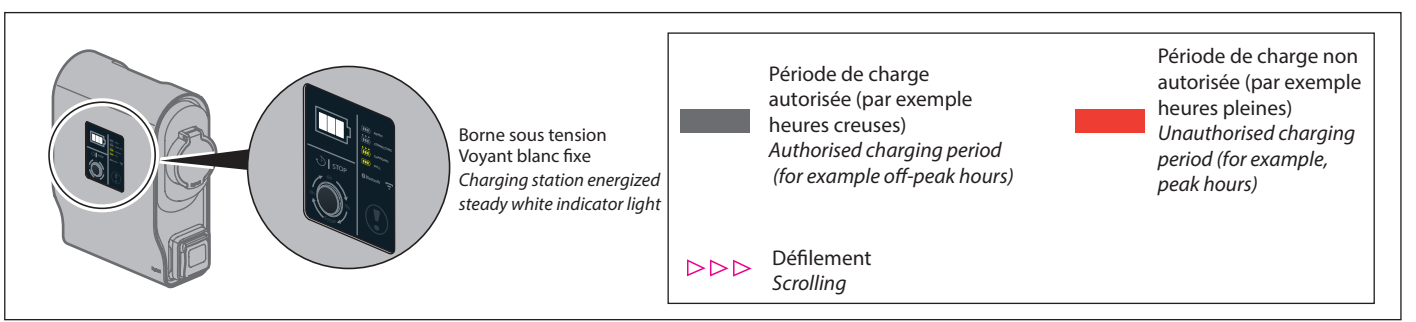 STOP
Bluetooth
Borne sous tension
Voyant blanc fixe
Charging station energized
steady white indicator light
Période de charge
autorisée (par exemple
heures creuses)
Authorised charging period
(for example off-peak hours)
Période de charge non
autorisée (par exemple
heures pleines)
Unauthorised charging
period (for example,
peak hours)
Défilement
Scrolling